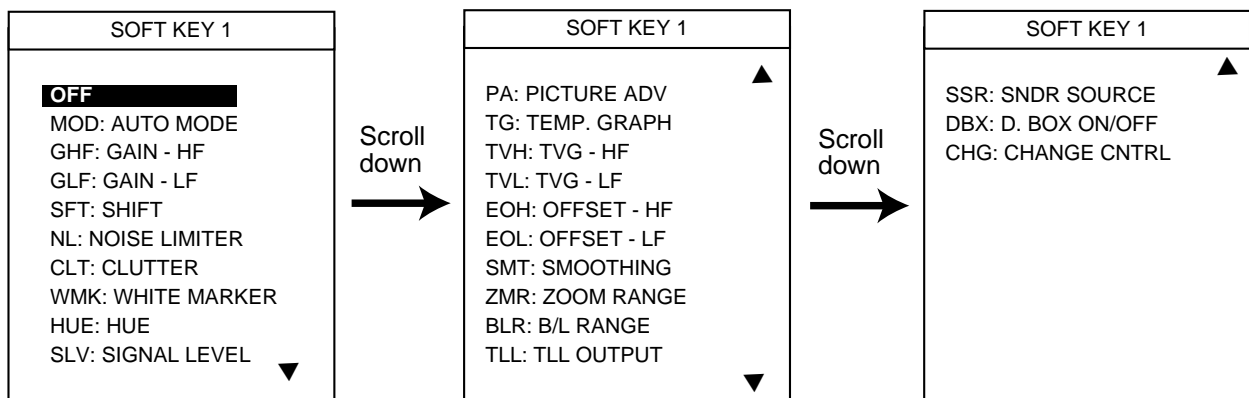 SOFT KEY 1
OFF
MOD: AUTO MODE
GHF: GAIN - HF
GLF: GAIN - LF
SFT: SHIFT
NL: NOISE LIMITER
CLT: CLUTTER
WMK: WHITE MARKER
HUE: HUE
SLV: SIGNAL LEVEL
Scroll
down
SOFT KEY 1
PA: PICTURE ADV
TG: TEMP. GRAPH
TVH: TVG - HF
TVL: TVG - LF
EOH: OFFSET - HF
EOL: OFFSET - LF
SMT: SMOOTHING
ZMR: ZOOM RANGE
BLR: B/L RANGE
TLL: TLL OUTPUT
Scroll
down
SOFT KEY 1
SSR: SNDR SOURCE
DBX: D. BOX ON/OFF
CHG: CHANGE CNTRL